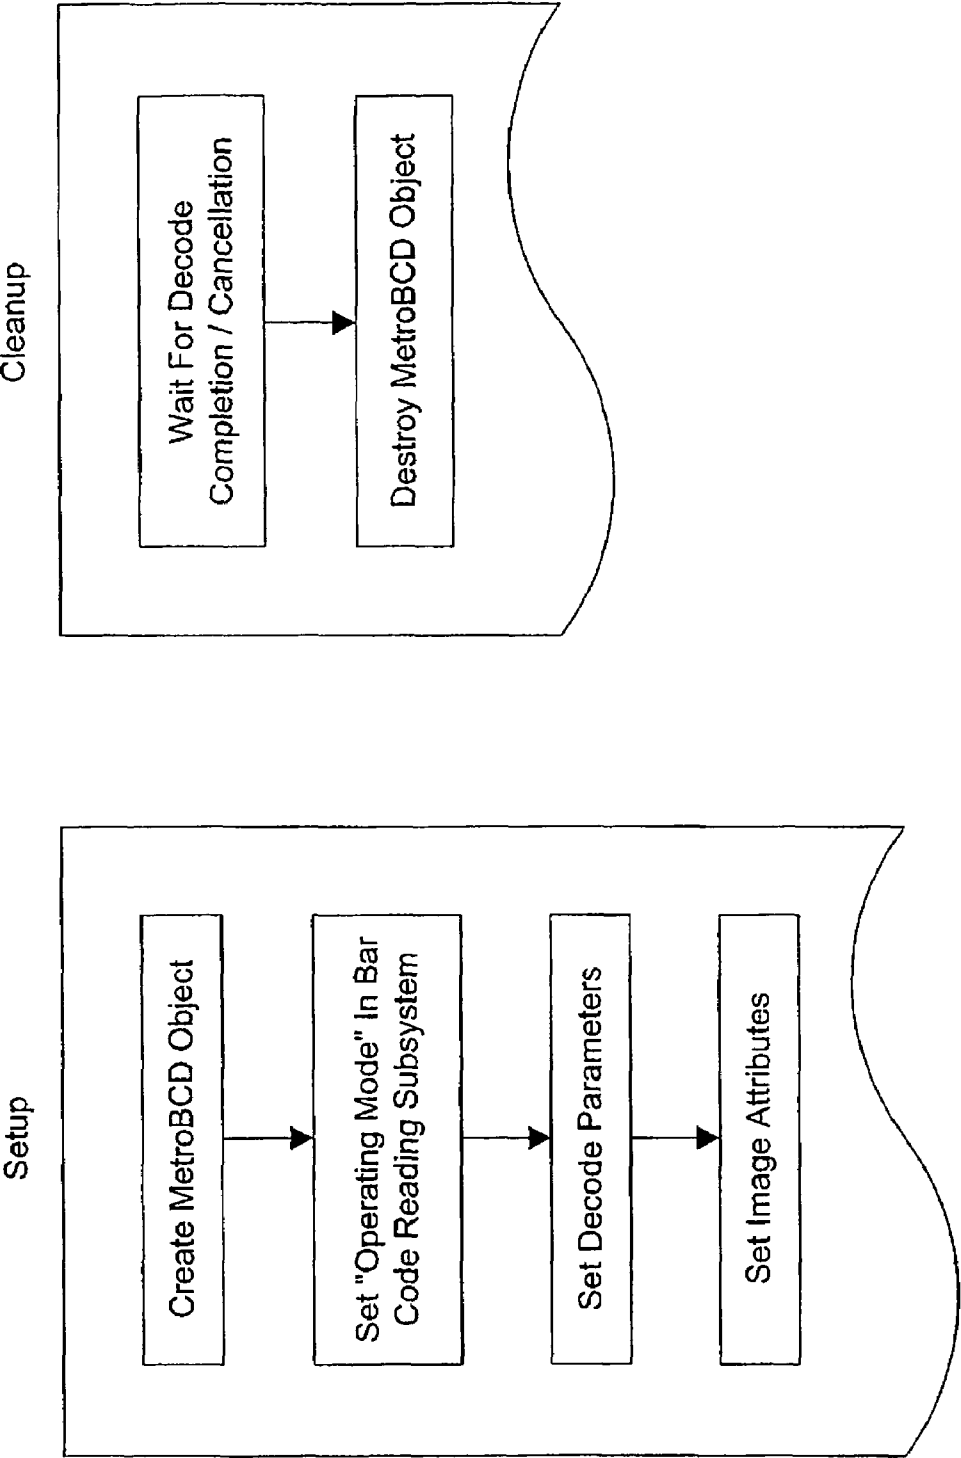 Setup
Create MetroBCD Object
Set "Operating Mode" In Bar
Code Reading Subsystem
Set Decode Parameters
Set Image Attributes
Cleanup
Wait For Decode
Completion / Cancellation
Destroy MetroBCD Object